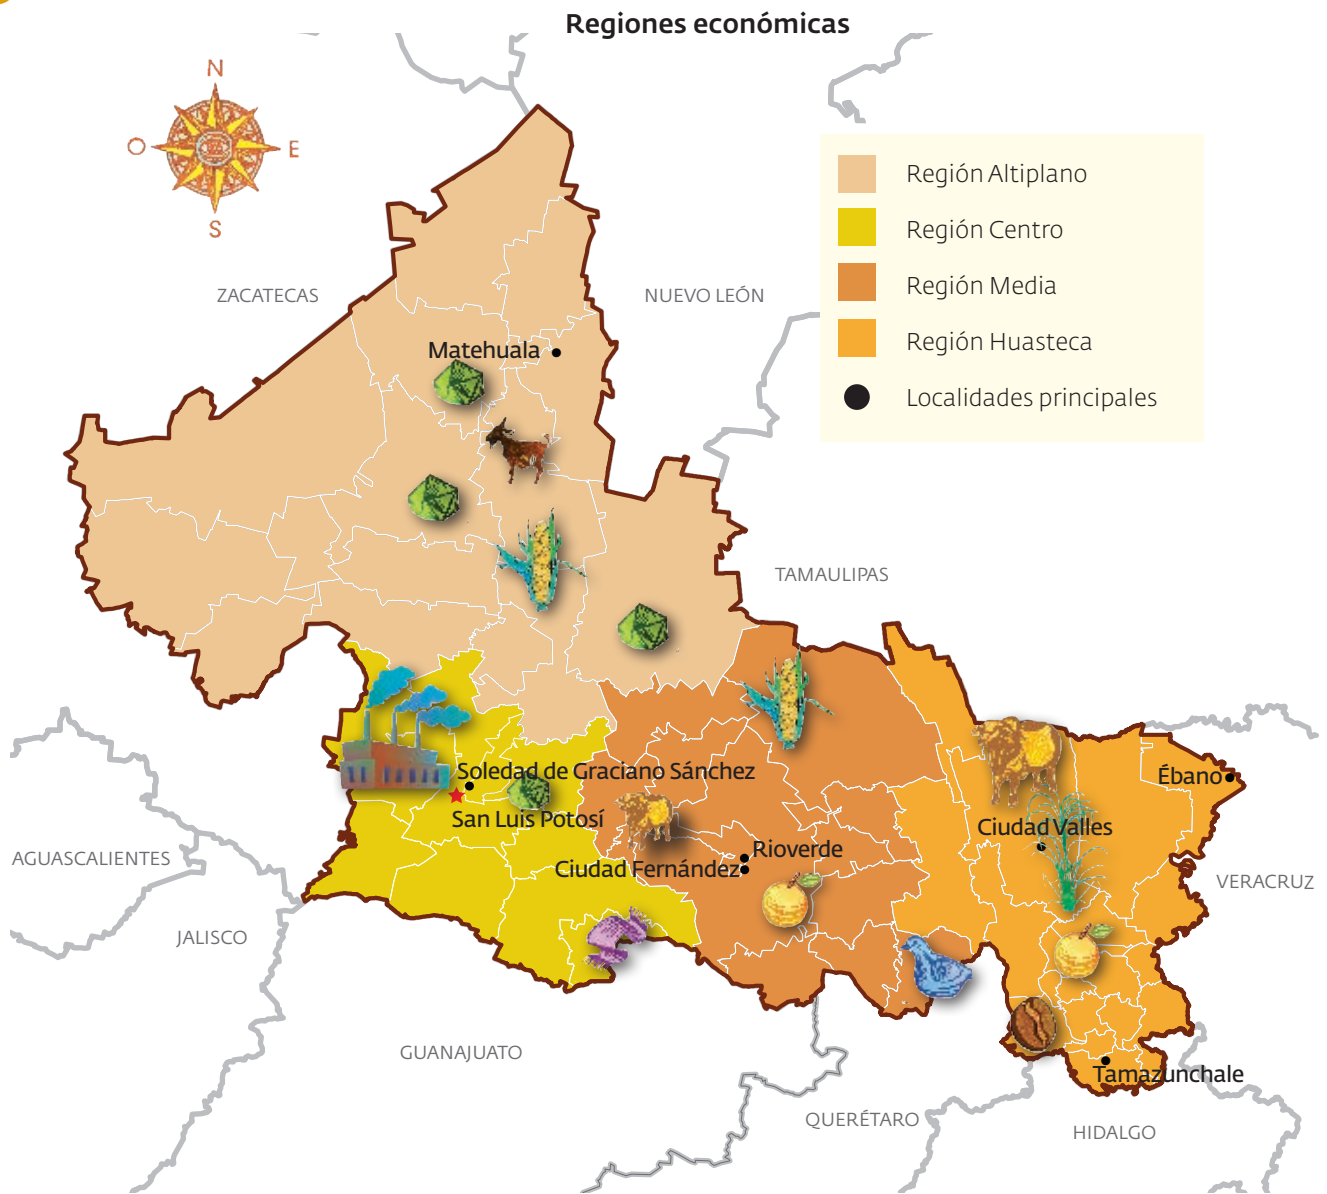 Regiones económicas
N
O
E
S
Región Altiplano
Región Centro
Región Media
Región Huasteca
Localidades principales
ZACATECAS
NUEVO LEÓN
Matehuala
TAMAULIPAS
Soledad de Graciano Sánchez
Ébano
San Luis Potosí
Ciudad Valles
Rioverde
AGUASCALIENTES
Ciudad Fernández
VERACRUZ
JALISCO
GUANAJUATO
Tamazunchale
QUERÉTARO
HIDALGO